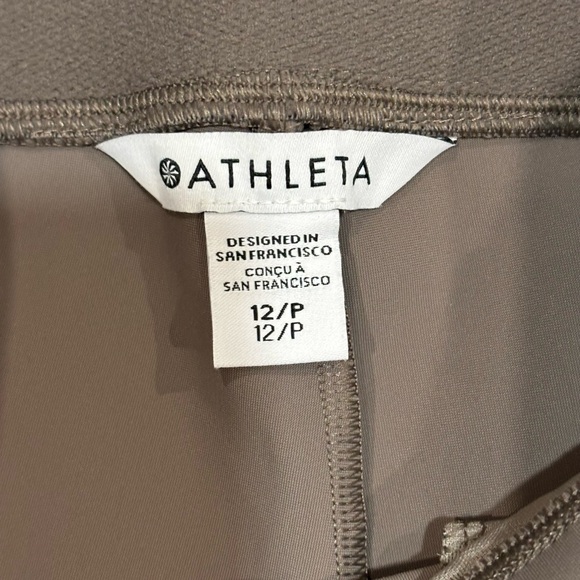 ATHLETA
DESIGNED IN
SAN FRANCISCO
CONÇU À
SAN FRANCISCO
12/P
12/P